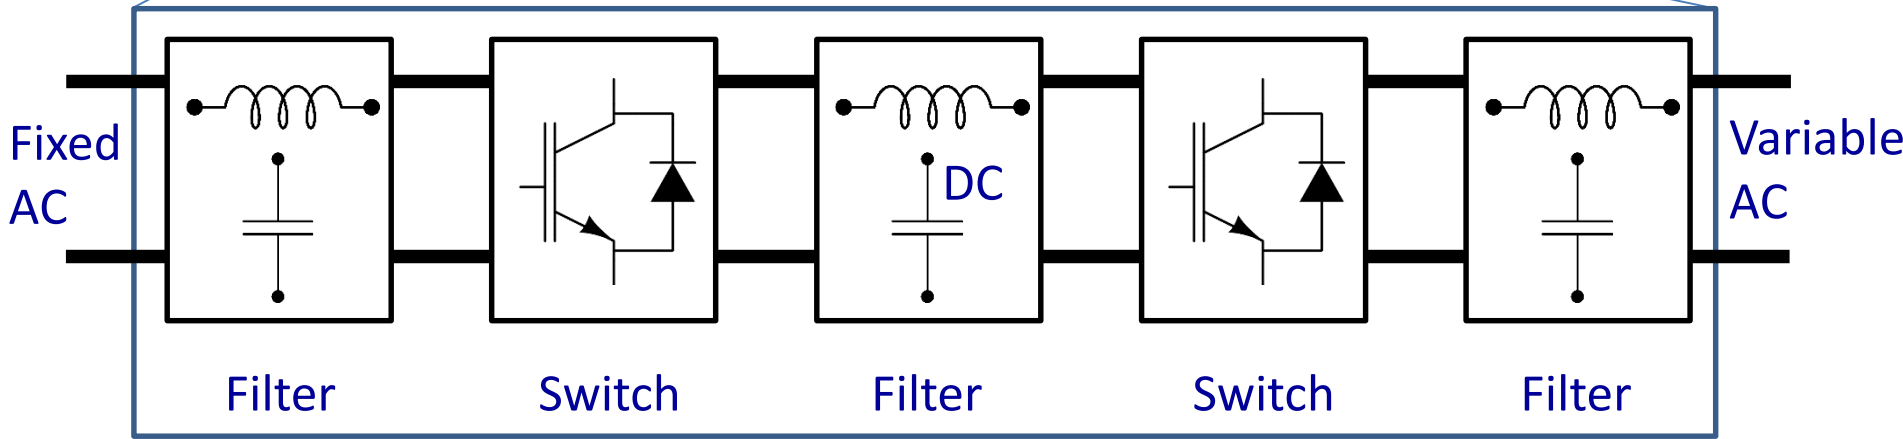 Fixed
AC
DC
Variable
AC
Filter
Switch
Filter
Switch
Filter